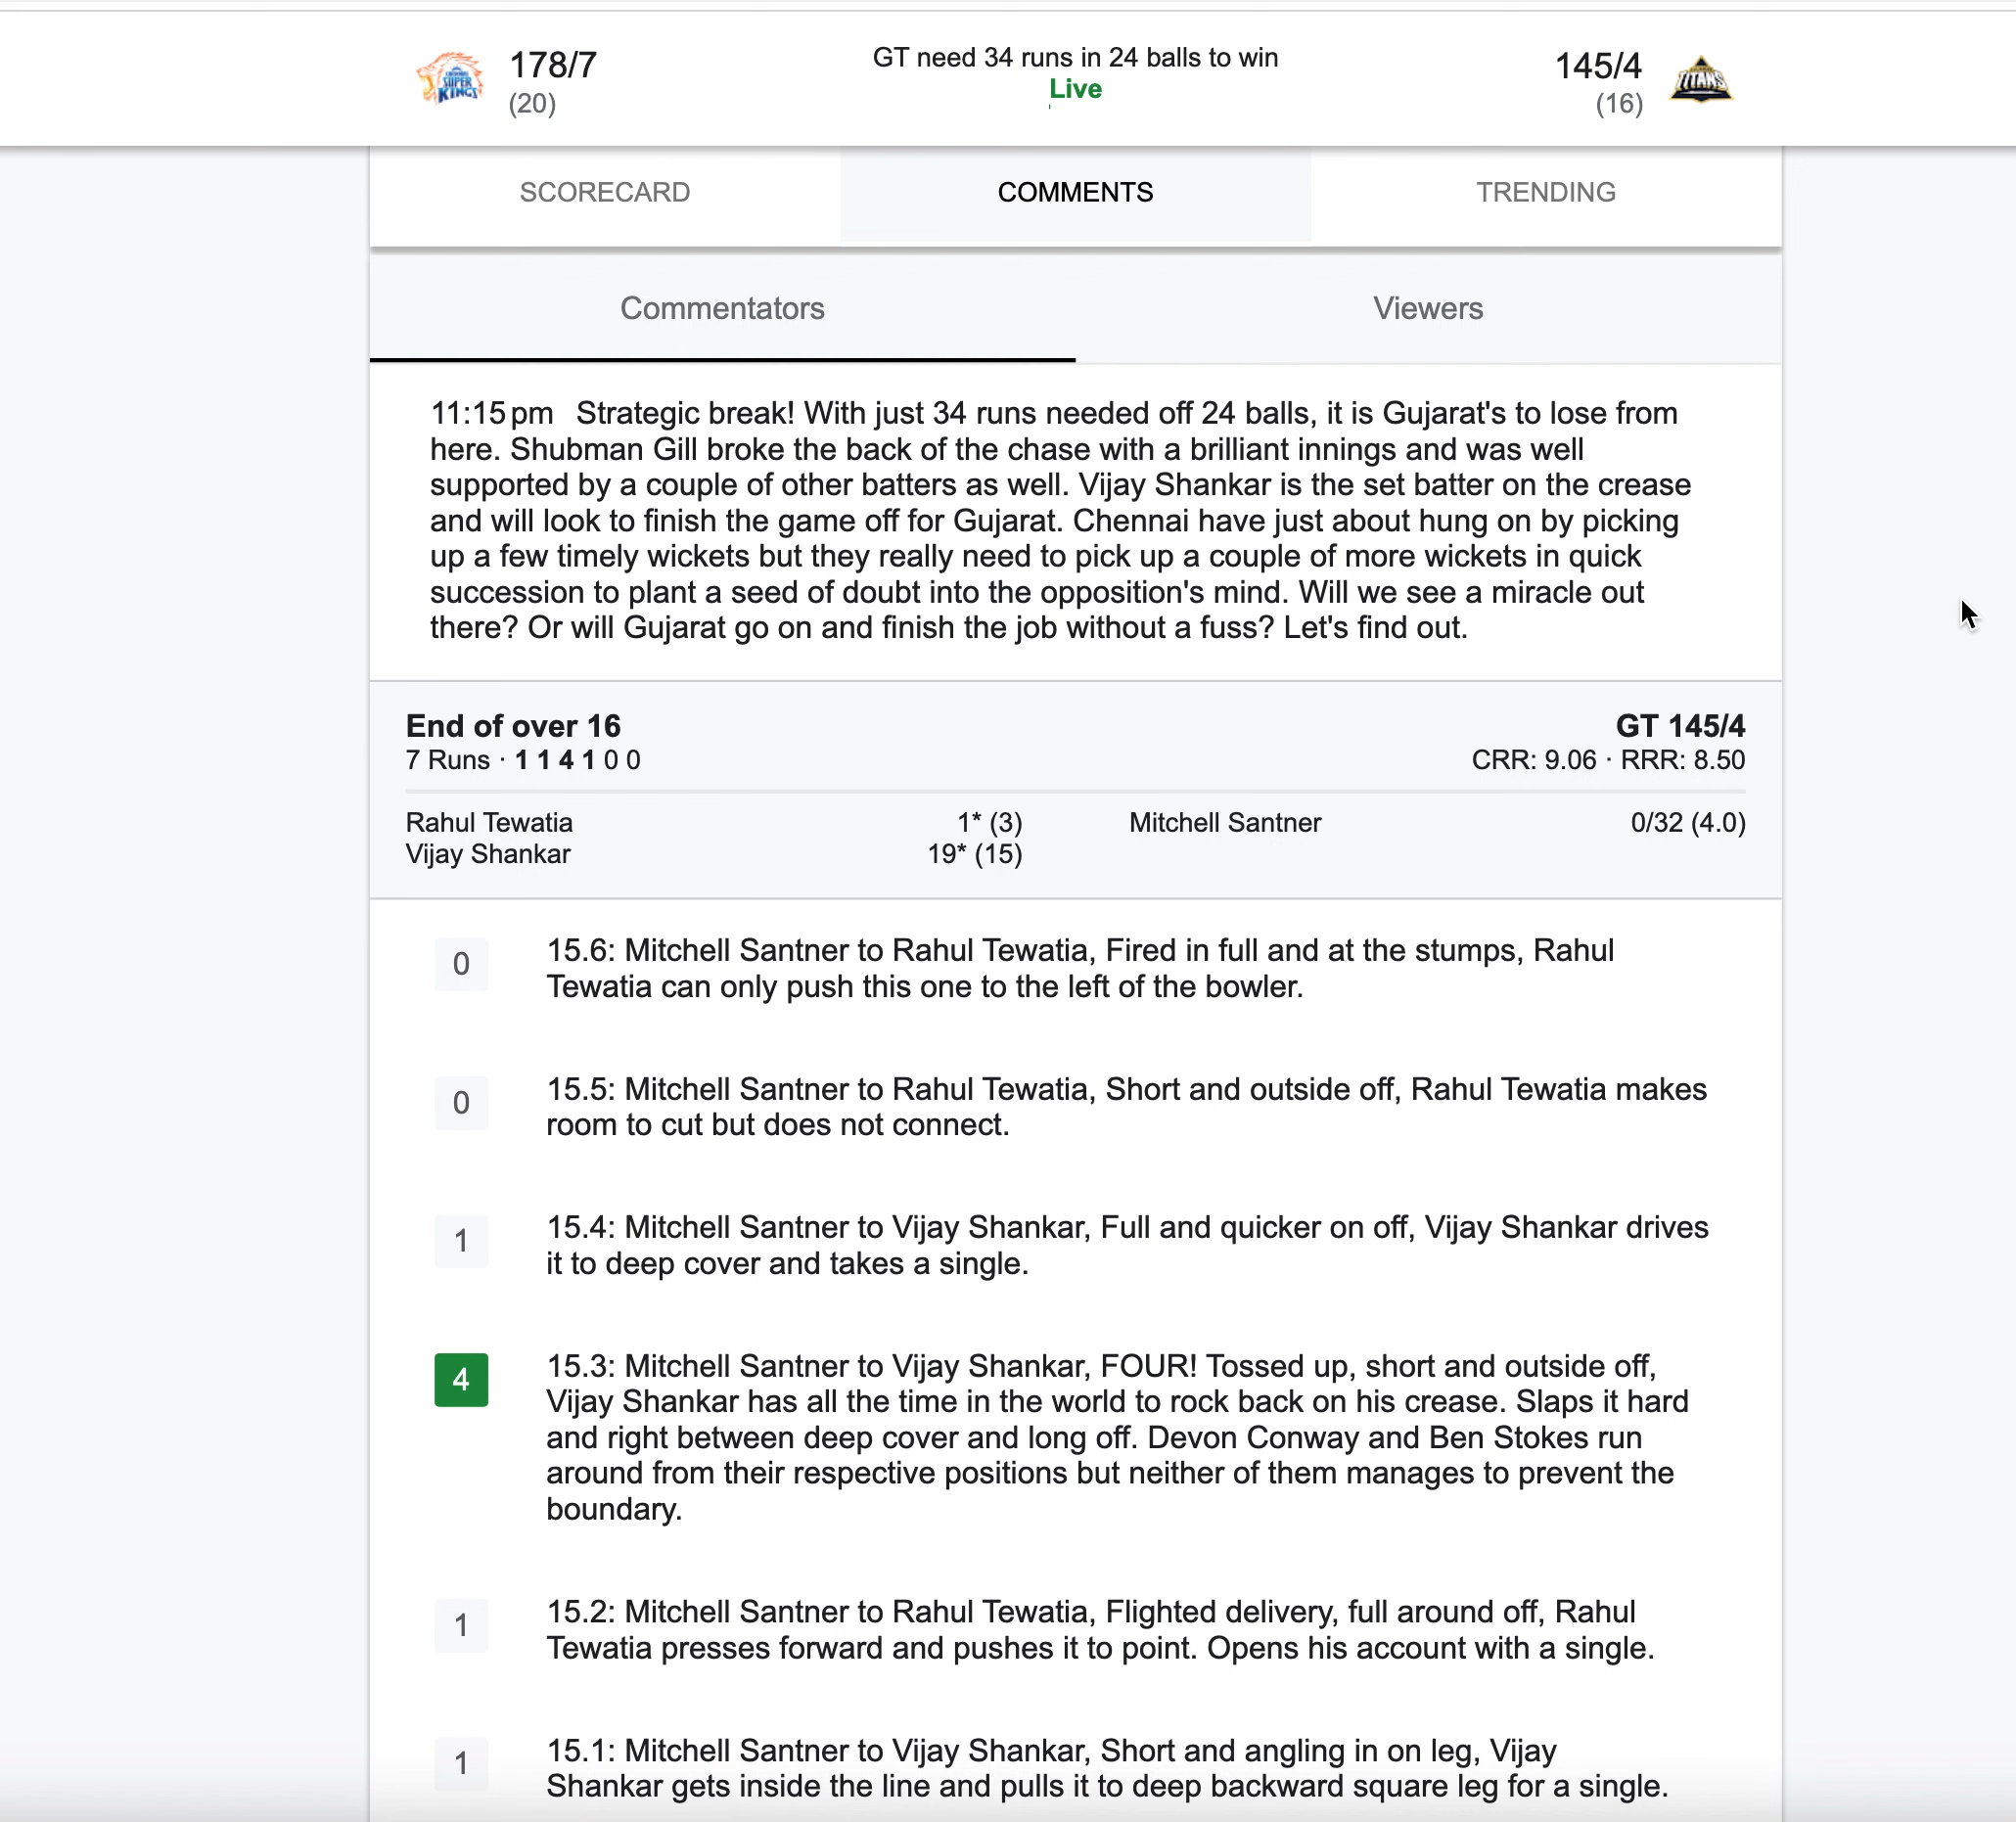 178/7
(20)
GT need 34 runs in 24 balls to win
Live
145/4
(16)
SUPER
KINGS
TITANS
SCORECARD
COMMENTS
TRENDING
Commentators
Viewers
11:15 pm Strategic break! With just 34 runs needed off 24 balls, it is Gujarat's to lose from
here. Shubman Gill broke the back of the chase with a brilliant innings and was well
supported by a couple of other batters as well. Vijay Shankar is the set batter on the crease
and will look to finish the game off for Gujarat. Chennai have just about hung on by picking
up a few timely wickets but they really need to pick up a couple of more wickets in quick
succession to plant a seed of doubt into the opposition's mind. Will we see a miracle out
there? Or will Gujarat go on and finish the job without a fuss? Let's find out.
End of over 16
GT 145/4
7 Runs · 1 1 4 1 0 0
CRR: 9.06 · RRR: 8.50
Rahul Tewatia 1* (3)
Mitchell Santner 0/32 (4.0)
Vijay Shankar 19* (15)
0
15.6: Mitchell Santner to Rahul Tewatia, Fired in full and at the stumps, Rahul
Tewatia can only push this one to the left of the bowler.
0
15.5: Mitchell Santner to Rahul Tewatia, Short and outside off, Rahul Tewatia makes
room to cut but does not connect.
1
15.4: Mitchell Santner to Vijay Shankar, Full and quicker on off, Vijay Shankar drives
it to deep cover and takes a single.
4
15.3: Mitchell Santner to Vijay Shankar, FOUR! Tossed up, short and outside off,
Vijay Shankar has all the time in the world to rock back on his crease. Slaps it hard
and right between deep cover and long off. Devon Conway and Ben Stokes run
around from their respective positions but neither of them manages to prevent the
boundary.
1
15.2: Mitchell Santner to Rahul Tewatia, Flighted delivery, full around off, Rahul
Tewatia presses forward and pushes it to point. Opens his account with a single.
1
15.1: Mitchell Santner to Vijay Shankar, Short and angling in on leg, Vijay
Shankar gets inside the line and pulls it to deep backward square leg for a single.